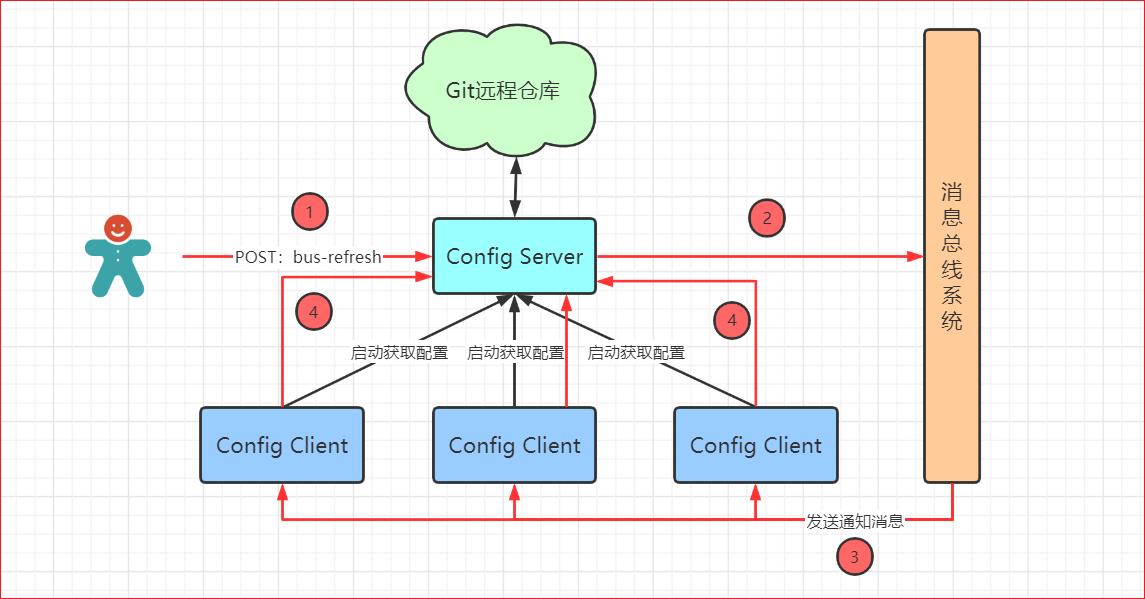 Git远程仓库
1
2
POST：bus-refresh
Config Server
消息总线系统
4
4
启动获取配置
启动获取配置
启动获取配置
Config Client
Config Client
Config Client
发送通知消息
3